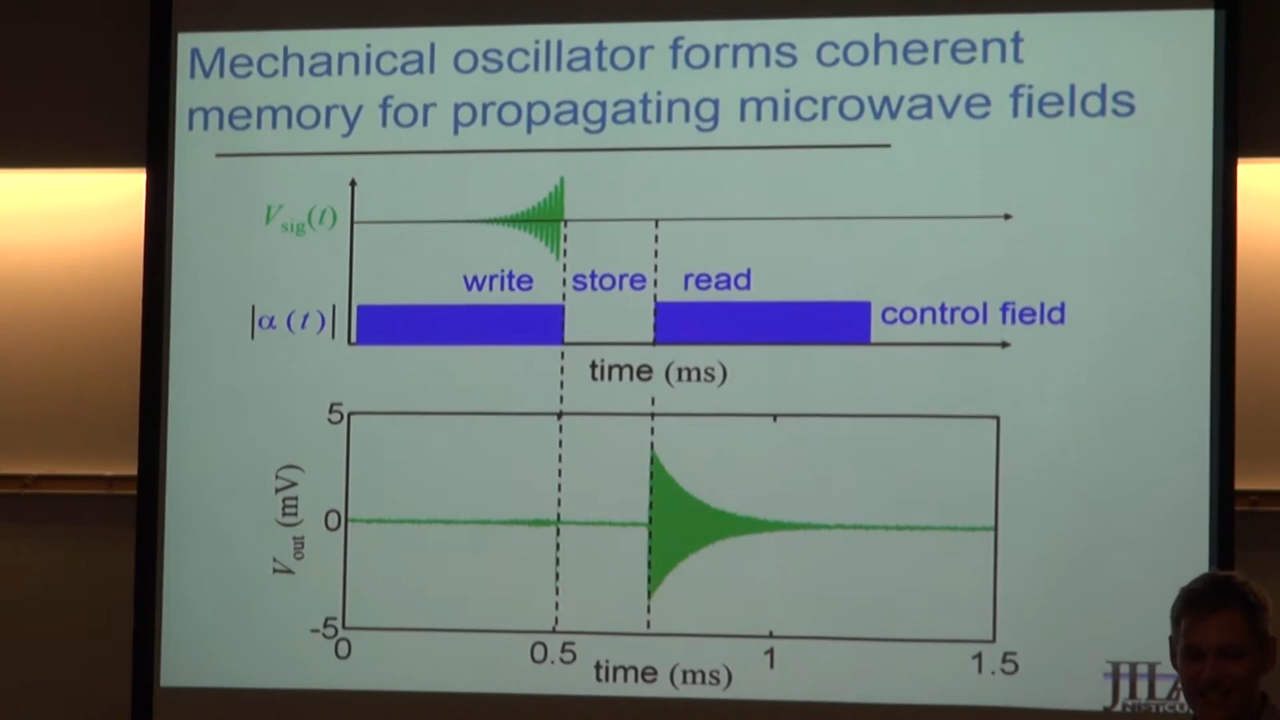 Mechanical oscillator forms coherent
memory for propagating microwave fields
V_sig(t)
write store read
|α (t)|
control field
time (ms)
5
0
-5
V_out (mV)
0 0.5 1 1.5
time (ms)
JILA
NIST